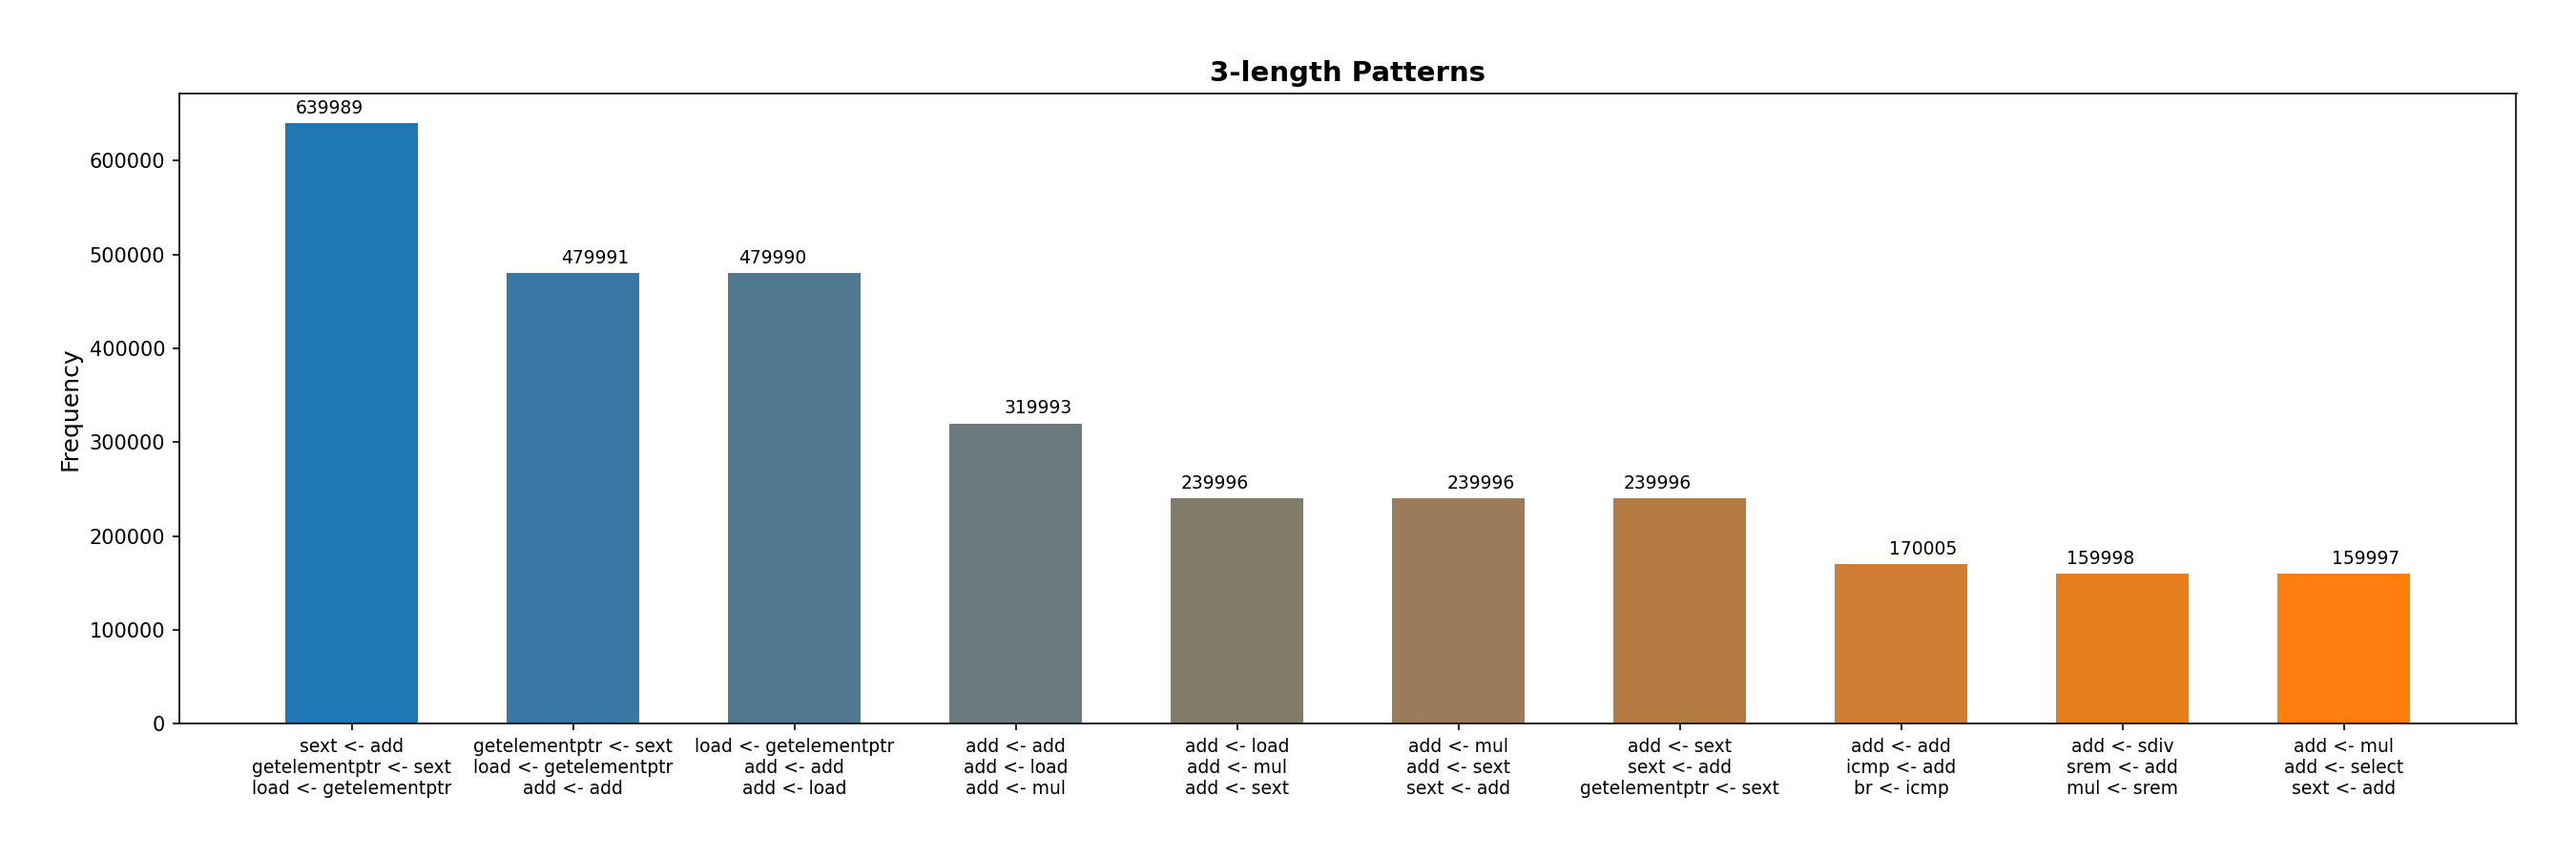 3-length Patterns
Frequency
600000
500000
400000
300000
200000
100000
0
639989
479991
479990
319993
239996
239996
239996
170005
159998
159997
sext <- add
getelementptr <- sext
load <- getelementptr
getelementptr <- sext
load <- getelementptr
add <- add
load <- getelementptr
add <- add
add <- load
add <- add
add <- load
add <- mul
add <- load
add <- mul
add <- sext
add <- mul
add <- sext
sext <- add
add <- sext
sext <- add
getelementptr <- sext
add <- add
icmp <- add
br <- icmp
add <- sdiv
srem <- add
mul <- srem
add <- mul
add <- select
sext <- add